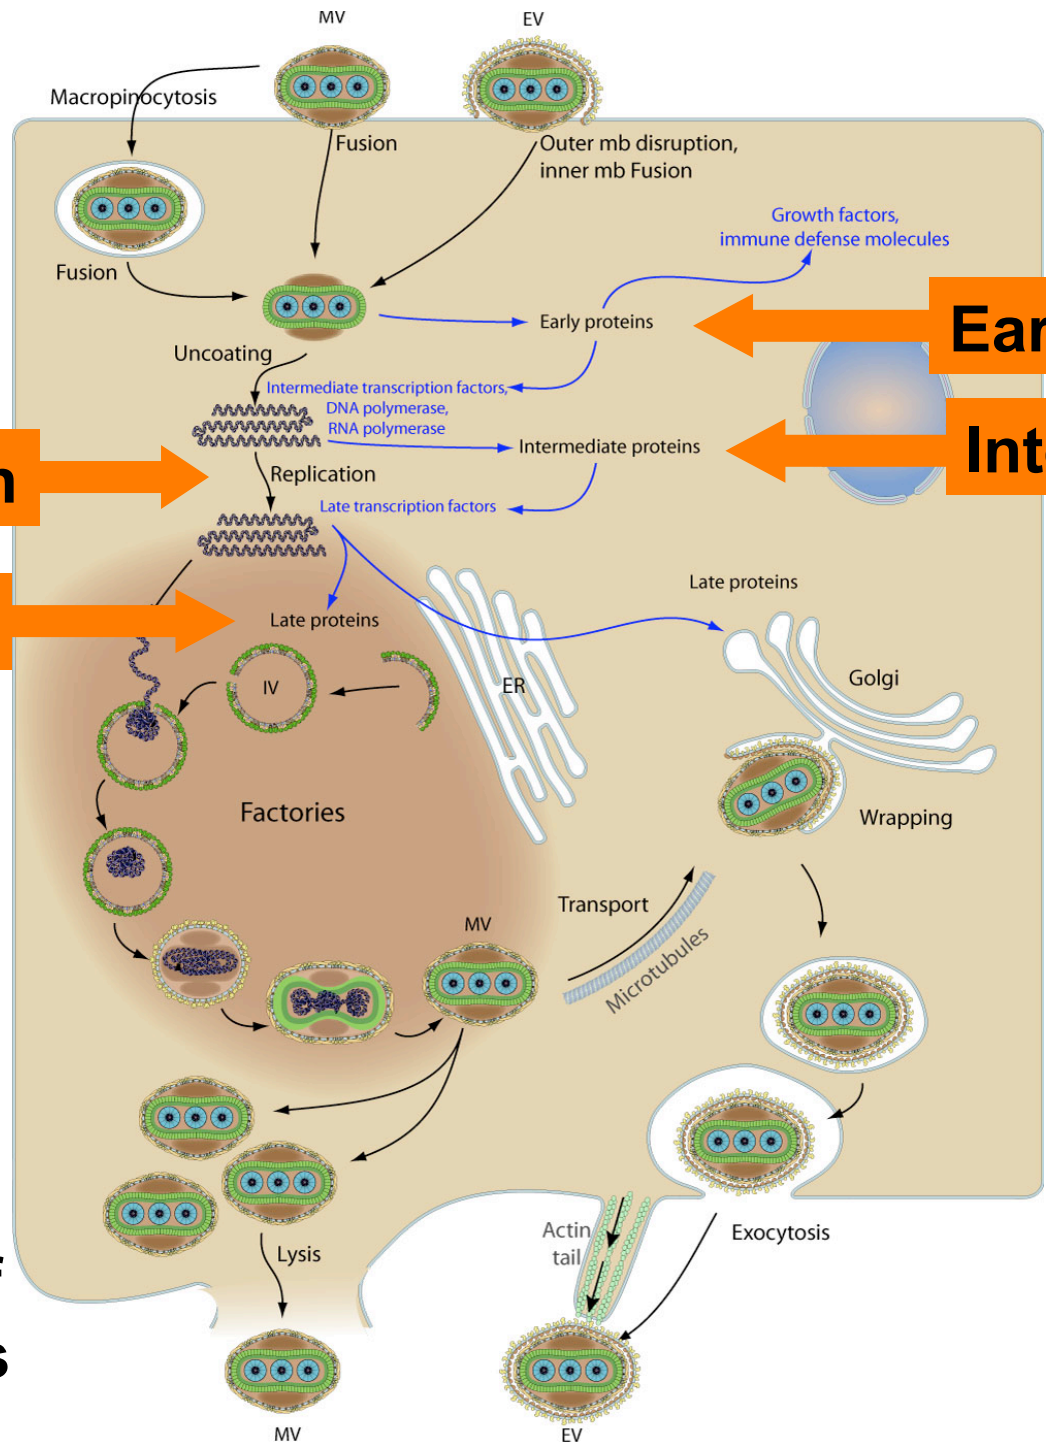 MV
EV
Macropinocytosis
Fusion
Outer mb disruption,
inner mb Fusion
Growth factors,
immune defense molecules
Fusion
Early proteins
Ear
Uncoating
Intermediate transcription factors,
DNA polymerase,
RNA polymerase
Intermediate proteins
Int
n
Replication
Late transcription factors
Late proteins
Late proteins
IV
ER
Golgi
Factories
Wrapping
Transport
MV
Microtubules
Actin
tail
Exocytosis
Lysis
s
MV
EV